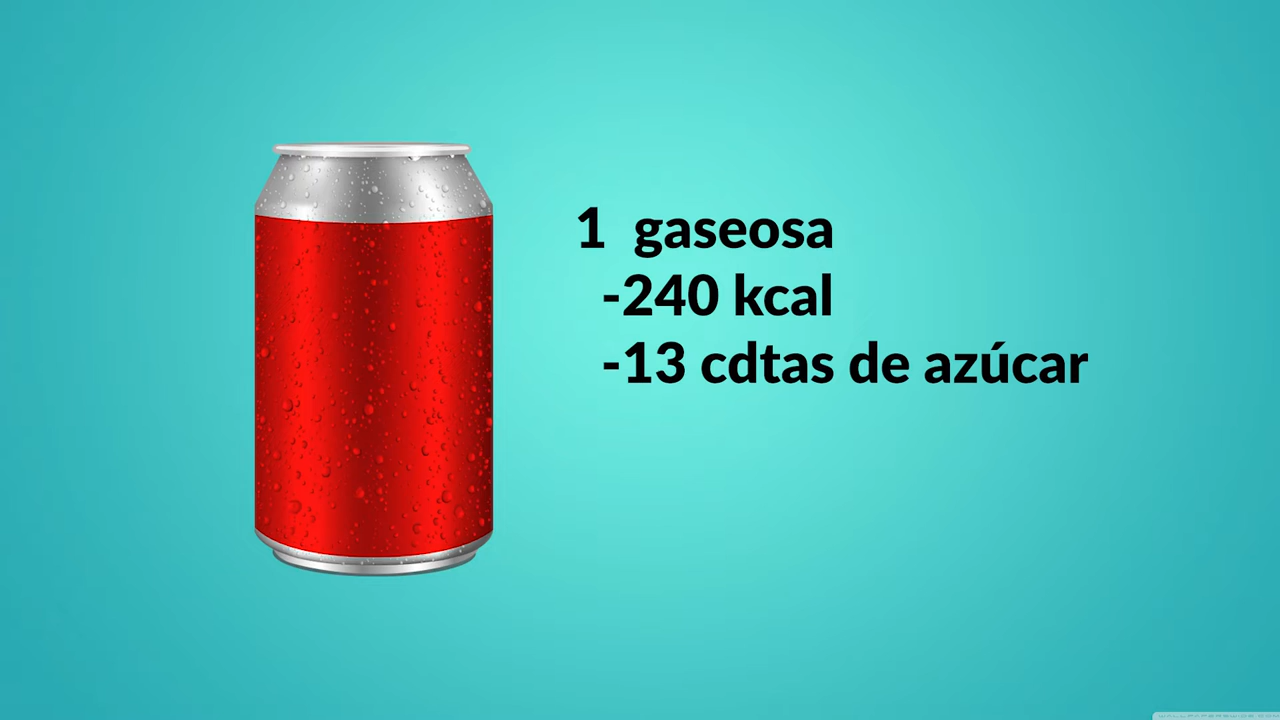 1 gaseosa
-240 kcal
-13 cdtas de azúcar